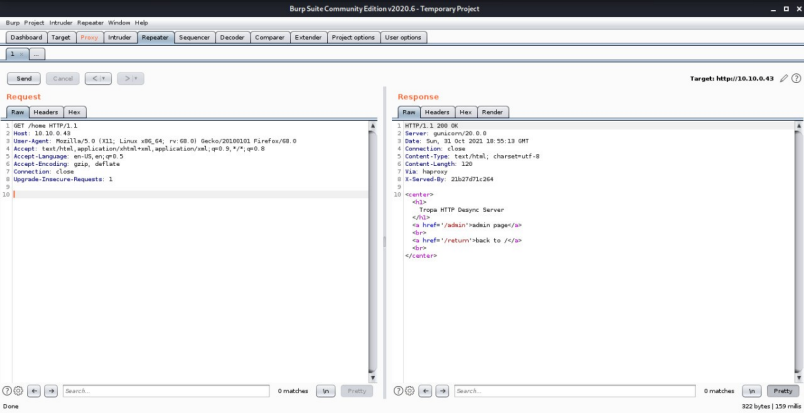 Burp Suite Community Edition v2020.6 - Temporary Project
Burp Project Intruder Repeater Window Help
Dashboard Target Proxy Intruder Repeater Sequencer Decoder Comparer Extender Project options User options
1 × ...
Send Cancel < > Target: http://10.10.0.43
Request
Raw Headers Hex
1 GET /home HTTP/1.1
2 Host: 10.10.0.43
3 User-Agent: Mozilla/5.0 (X11; Linux x86_64; rv:68.0) Gecko/20100101 Firefox/68.0
4 Accept: text/html,application/xhtml+xml,application/xml;q=0.9,*/*;q=0.8
5 Accept-Language: en-US,en;q=0.5
6 Accept-Encoding: gzip, deflate
7 Connection: close
8 Upgrade-Insecure-Requests: 1
9
10
Search... 0 matches \n Pretty
Response
Raw Headers Hex Render
1 HTTP/1.1 200 OK
2 Server: gunicorn/20.0.0
3 Date: Sun, 31 Oct 2021 18:55:13 GMT
4 Connection: close
5 Content-Type: text/html; charset=utf-8
6 Content-Length: 120
7 Via: haproxy
8 X-Served-By: 21b27d71c264
9
10 <center>
<h1>
Tropa HTTP Desync Server
</h1>
<a href='/admin'>admin page</a>
<br>
<a href='/return'>back to /</a>
<br>
</center>
Search... 0 matches \n Pretty
Done 322 bytes | 159 millis